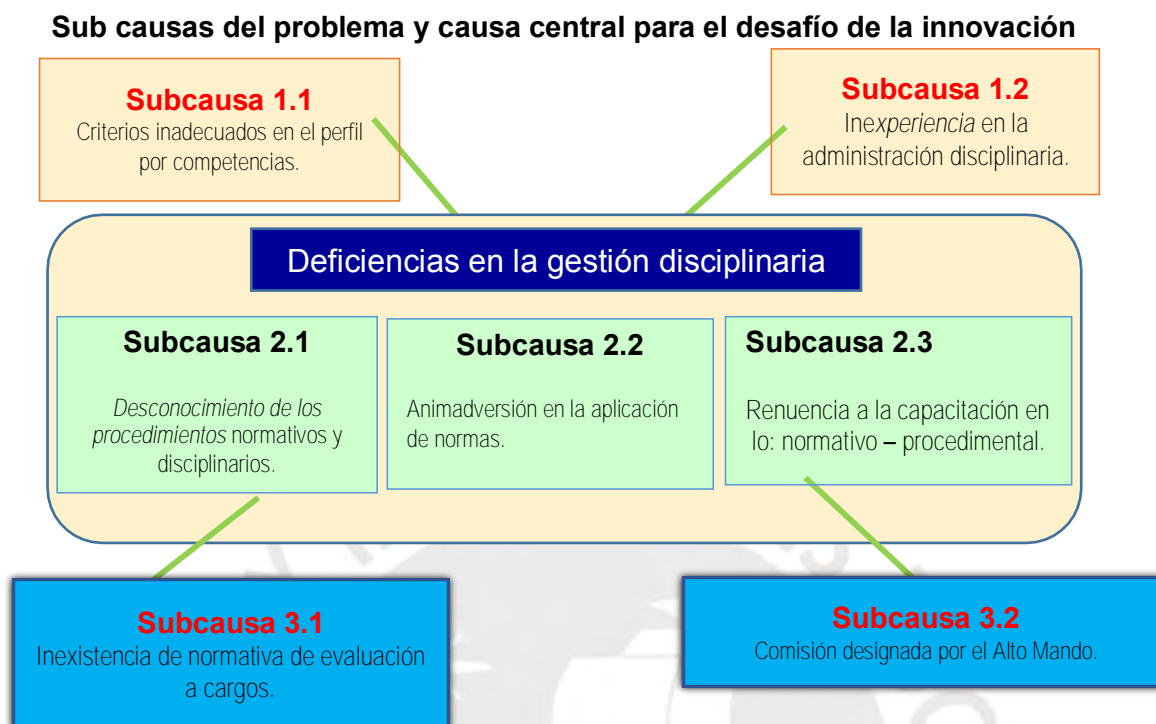 Sub causas del problema y causa central para el desafío de la innovación
Subcausa 1.1
Criterios inadecuados en el perfil
por competencias.
Subcausa 1.2
Inexperiencia en la
administración disciplinaria.
Deficiencias en la gestión disciplinaria
Subcausa 2.1
Desconocimiento de los
procedimientos normativos y
disciplinarios.
Subcausa 2.2
Animadversión en la aplicación
de normas.
Subcausa 2.3
Renuencia a la capacitación en
lo: normativo – procedimental.
Subcausa 3.1
Inexistencia de normativa de evaluación
a cargos.
Subcausa 3.2
Comisión designada por el Alto Mando.